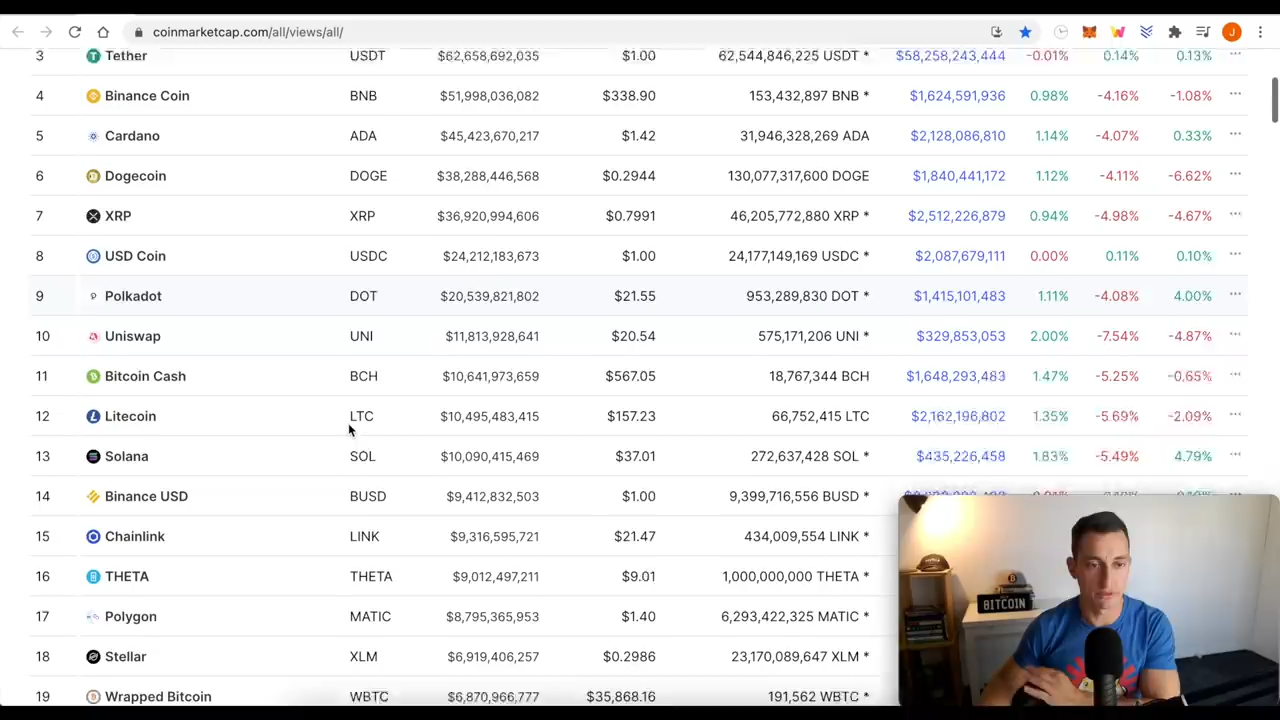 coinmarketcap.com/all/views/all/
J
3 Tether USDT $62,658,692,035 $1.00 62,544,846,225 USDT * $58,258,243,444 -0.01% 0.14% 0.13%
4 Binance Coin BNB $51,998,036,082 $338.90 153,432,897 BNB * $1,624,591,936 0.98% -4.16% -1.08%
5 Cardano ADA $45,423,670,217 $1.42 31,946,328,269 ADA $2,128,086,810 1.14% -4.07% 0.33%
6 Dogecoin DOGE $38,288,446,568 $0.2944 130,077,317,600 DOGE $1,840,441,172 1.12% -4.11% -6.62%
7 XRP XRP $36,920,994,606 $0.7991 46,205,772,880 XRP * $2,512,226,879 0.94% -4.98% -4.67%
8 USD Coin USDC $24,212,183,673 $1.00 24,177,149,169 USDC * $2,087,679,111 0.00% 0.11% 0.10%
9 Polkadot DOT $20,539,821,802 $21.55 953,289,830 DOT * $1,415,101,483 1.11% -4.08% 4.00%
10 Uniswap UNI $11,813,928,641 $20.54 575,171,206 UNI * $329,853,053 2.00% -7.54% -4.87%
11 Bitcoin Cash BCH $10,641,973,659 $567.05 18,767,344 BCH $1,648,293,483 1.47% -5.25% -0.65%
12 Litecoin LTC $10,495,483,415 $157.23 66,752,415 LTC $2,162,196,802 1.35% -5.69% -2.09%
13 Solana SOL $10,090,415,469 $37.01 272,637,428 SOL * $435,226,458 1.83% -5.49% 4.79%
14 Binance USD BUSD $9,412,832,503 $1.00 9,399,716,556 BUSD *
15 Chainlink LINK $9,316,595,721 $21.47 434,009,554 LINK *
16 THETA THETA $9,012,497,211 $9.01 1,000,000,000 THETA *
17 Polygon MATIC $8,795,365,953 $1.40 6,293,422,325 MATIC *
18 Stellar XLM $6,919,406,257 $0.2986 23,170,089,647 XLM *
19 Wrapped Bitcoin WBTC $6,870,966,777 $35,868.16 191,562 WBTC *
BITCOIN